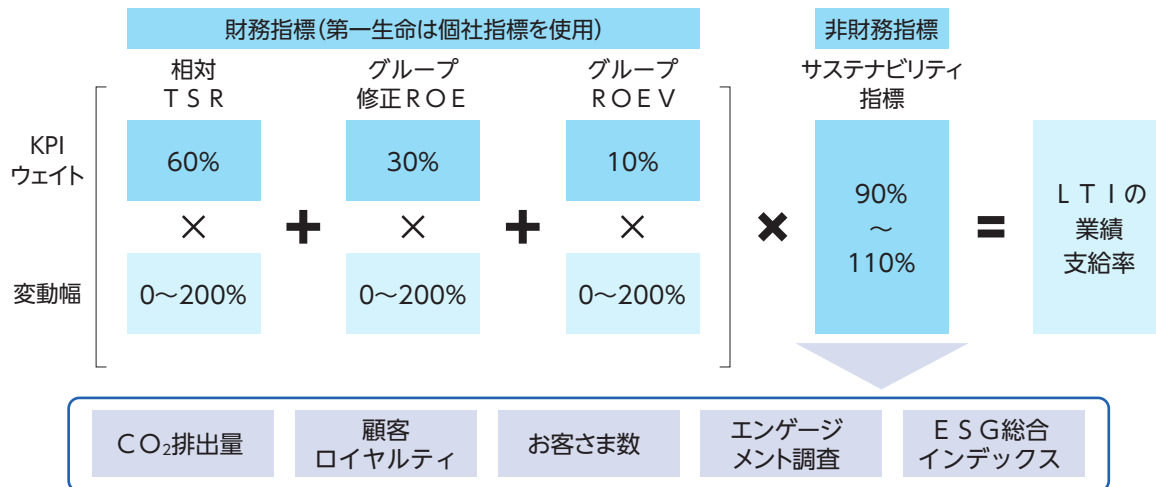 財務指標（第一生命は個社指標を使用）
非財務指標
相対
ＴＳＲ
グループ
修正ＲＯＥ
グループ
ＲＯＥＶ
サステナビリティ
指標
KPI
ウェイト
60%
30%
10%
×
+
×
+
×
×
90%
～
110%
=
ＬＴＩの
業績
支給率
変動幅
0～200%
0～200%
0～200%
ＣＯ₂排出量
顧客
ロイヤルティ
お客さま数
エンゲージ
メント調査
ＥＳＧ総合
インデックス